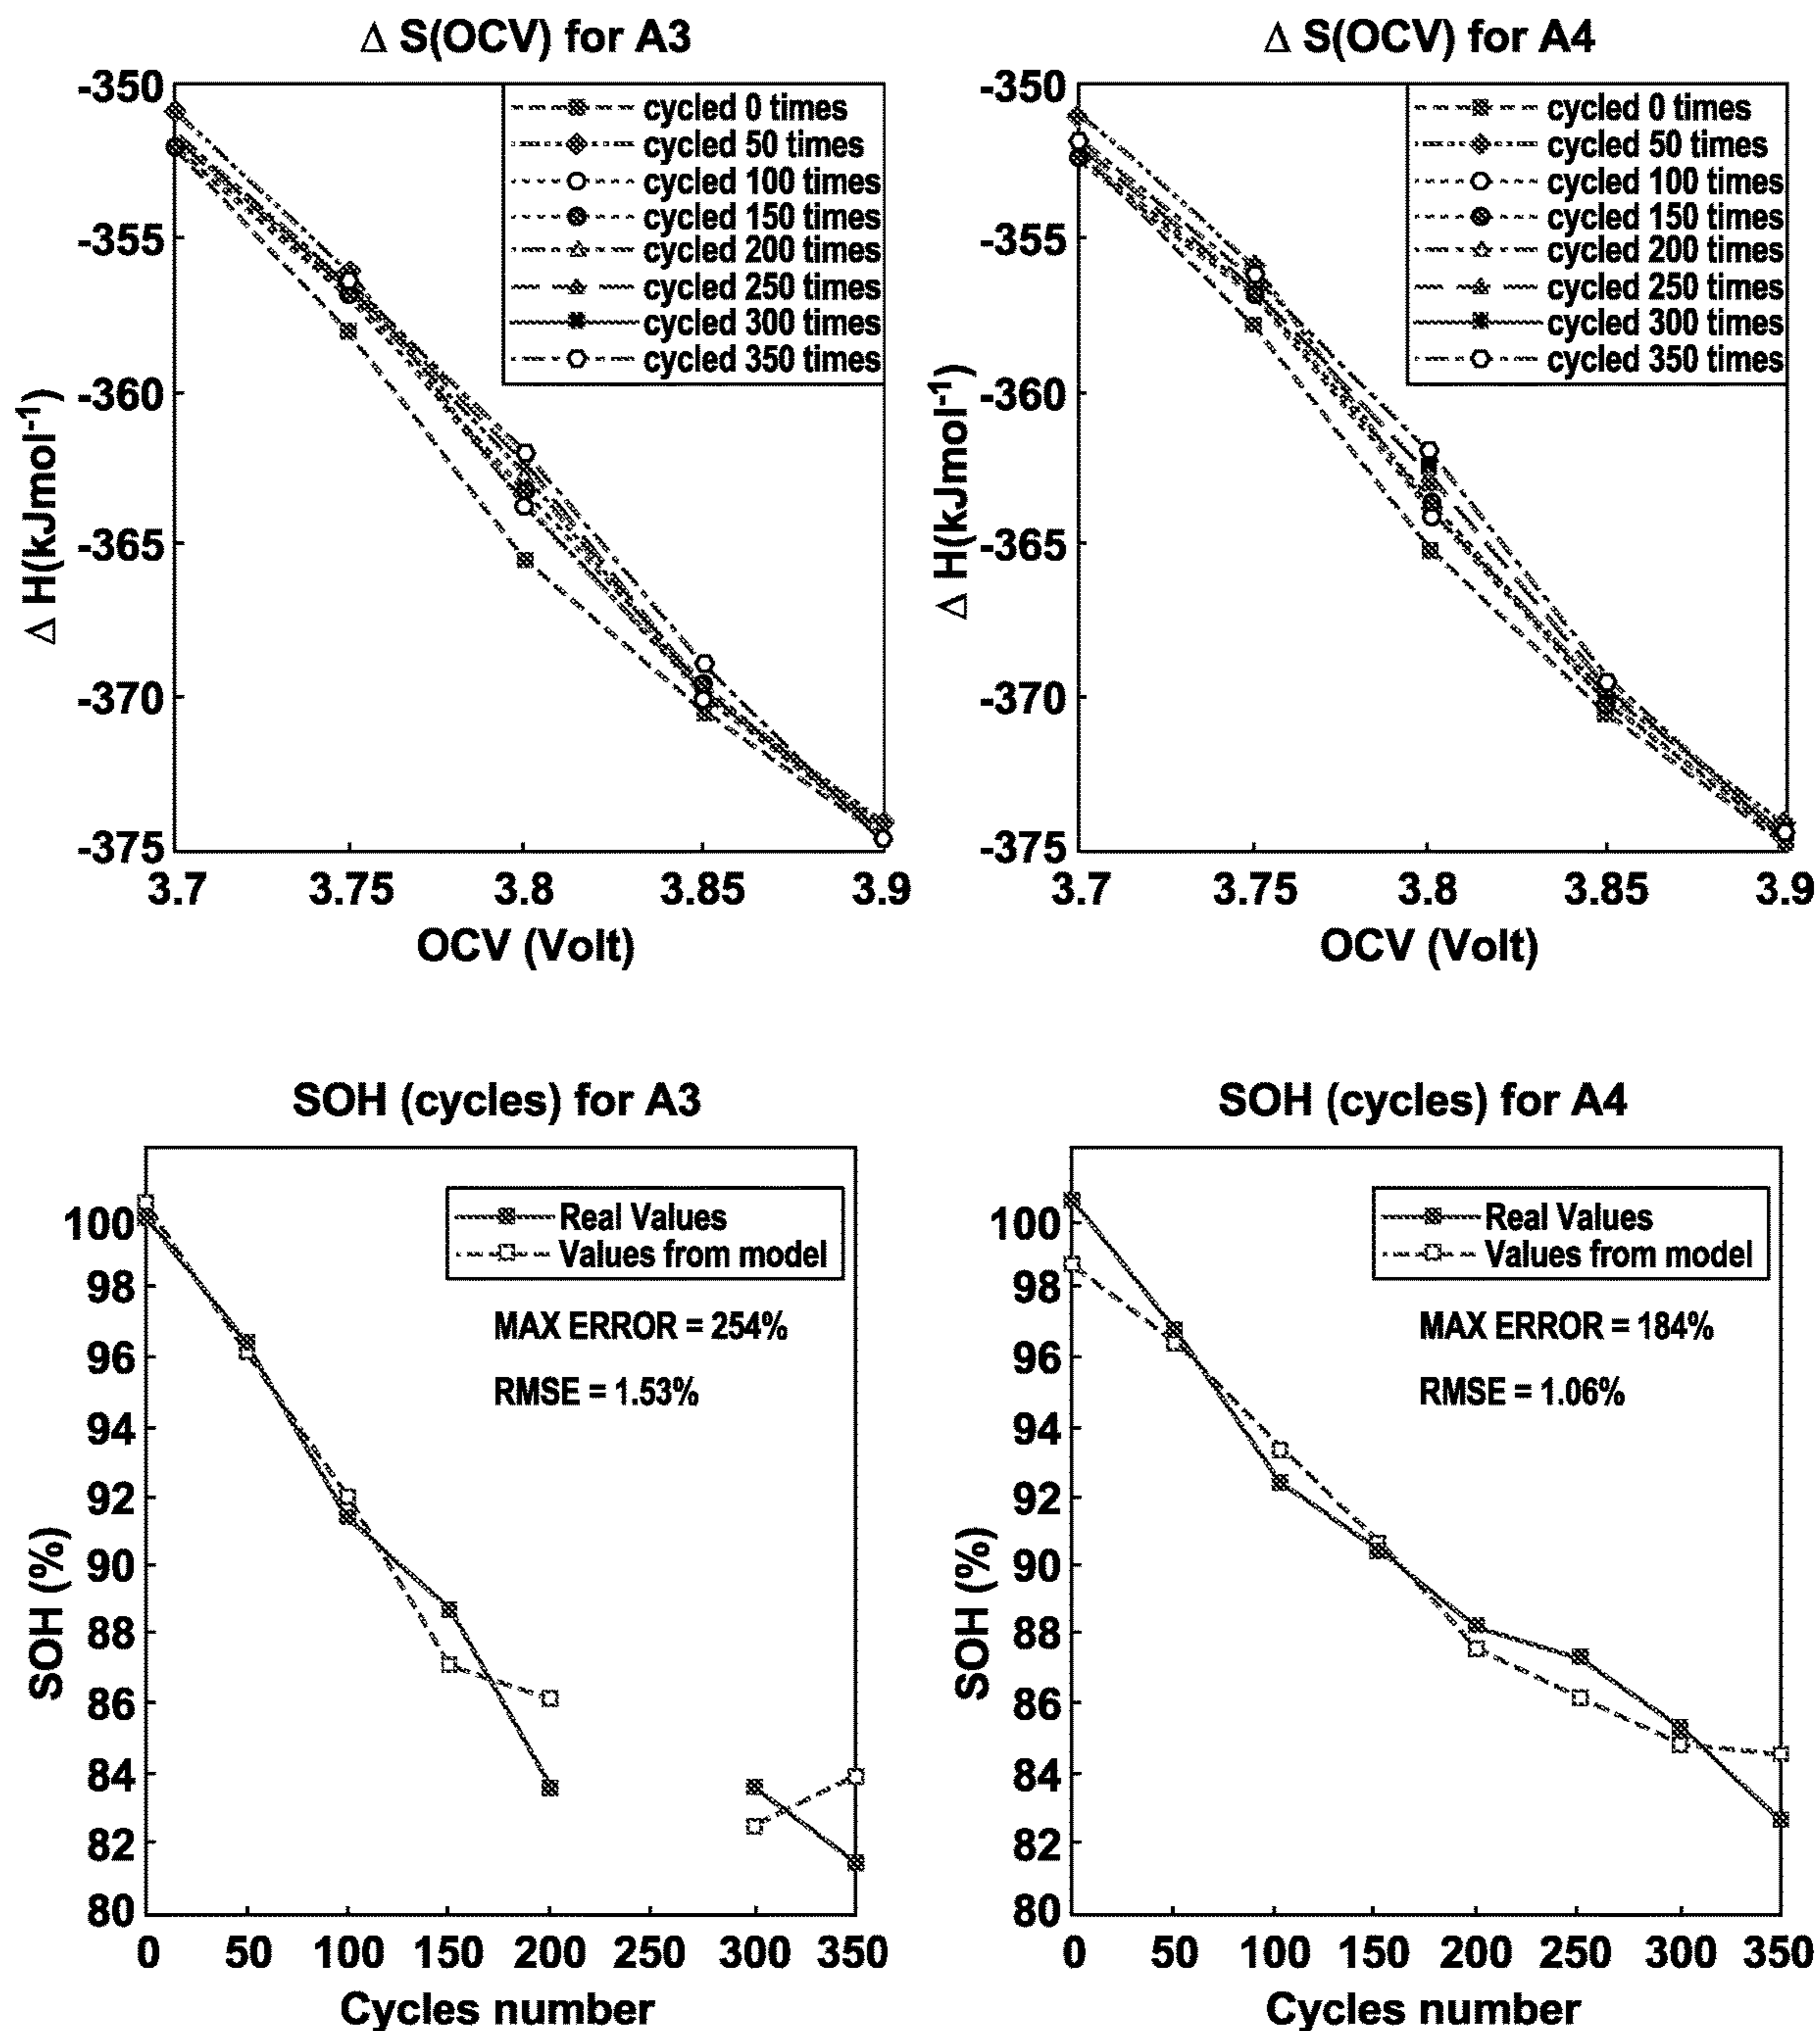 Δ S(OCV) for A3
-350
-355
-360
-365
-370
-375
Δ H(kJmol-1)
cycled 0 times
cycled 50 times
cycled 100 times
cycled 150 times
cycled 200 times
cycled 250 times
cycled 300 times
cycled 350 times
3.7 3.75 3.8 3.85 3.9
OCV (Volt)
Δ S(OCV) for A4
-350
-355
-360
-365
-370
-375
Δ H(kJmol-1)
cycled 0 times
cycled 50 times
cycled 100 times
cycled 150 times
cycled 200 times
cycled 250 times
cycled 300 times
cycled 350 times
3.7 3.75 3.8 3.85 3.9
OCV (Volt)
SOH (cycles) for A3
100
98
96
94
92
90
88
86
84
82
80
SOH (%)
Real Values
Values from model
MAX ERROR = 254%
RMSE = 1.53%
0 50 100 150 200 250 300 350
Cycles number
SOH (cycles) for A4
100
98
96
94
92
90
88
86
84
82
80
SOH (%)
Real Values
Values from model
MAX ERROR = 184%
RMSE = 1.06%
0 50 100 150 200 250 300 350
Cycles number